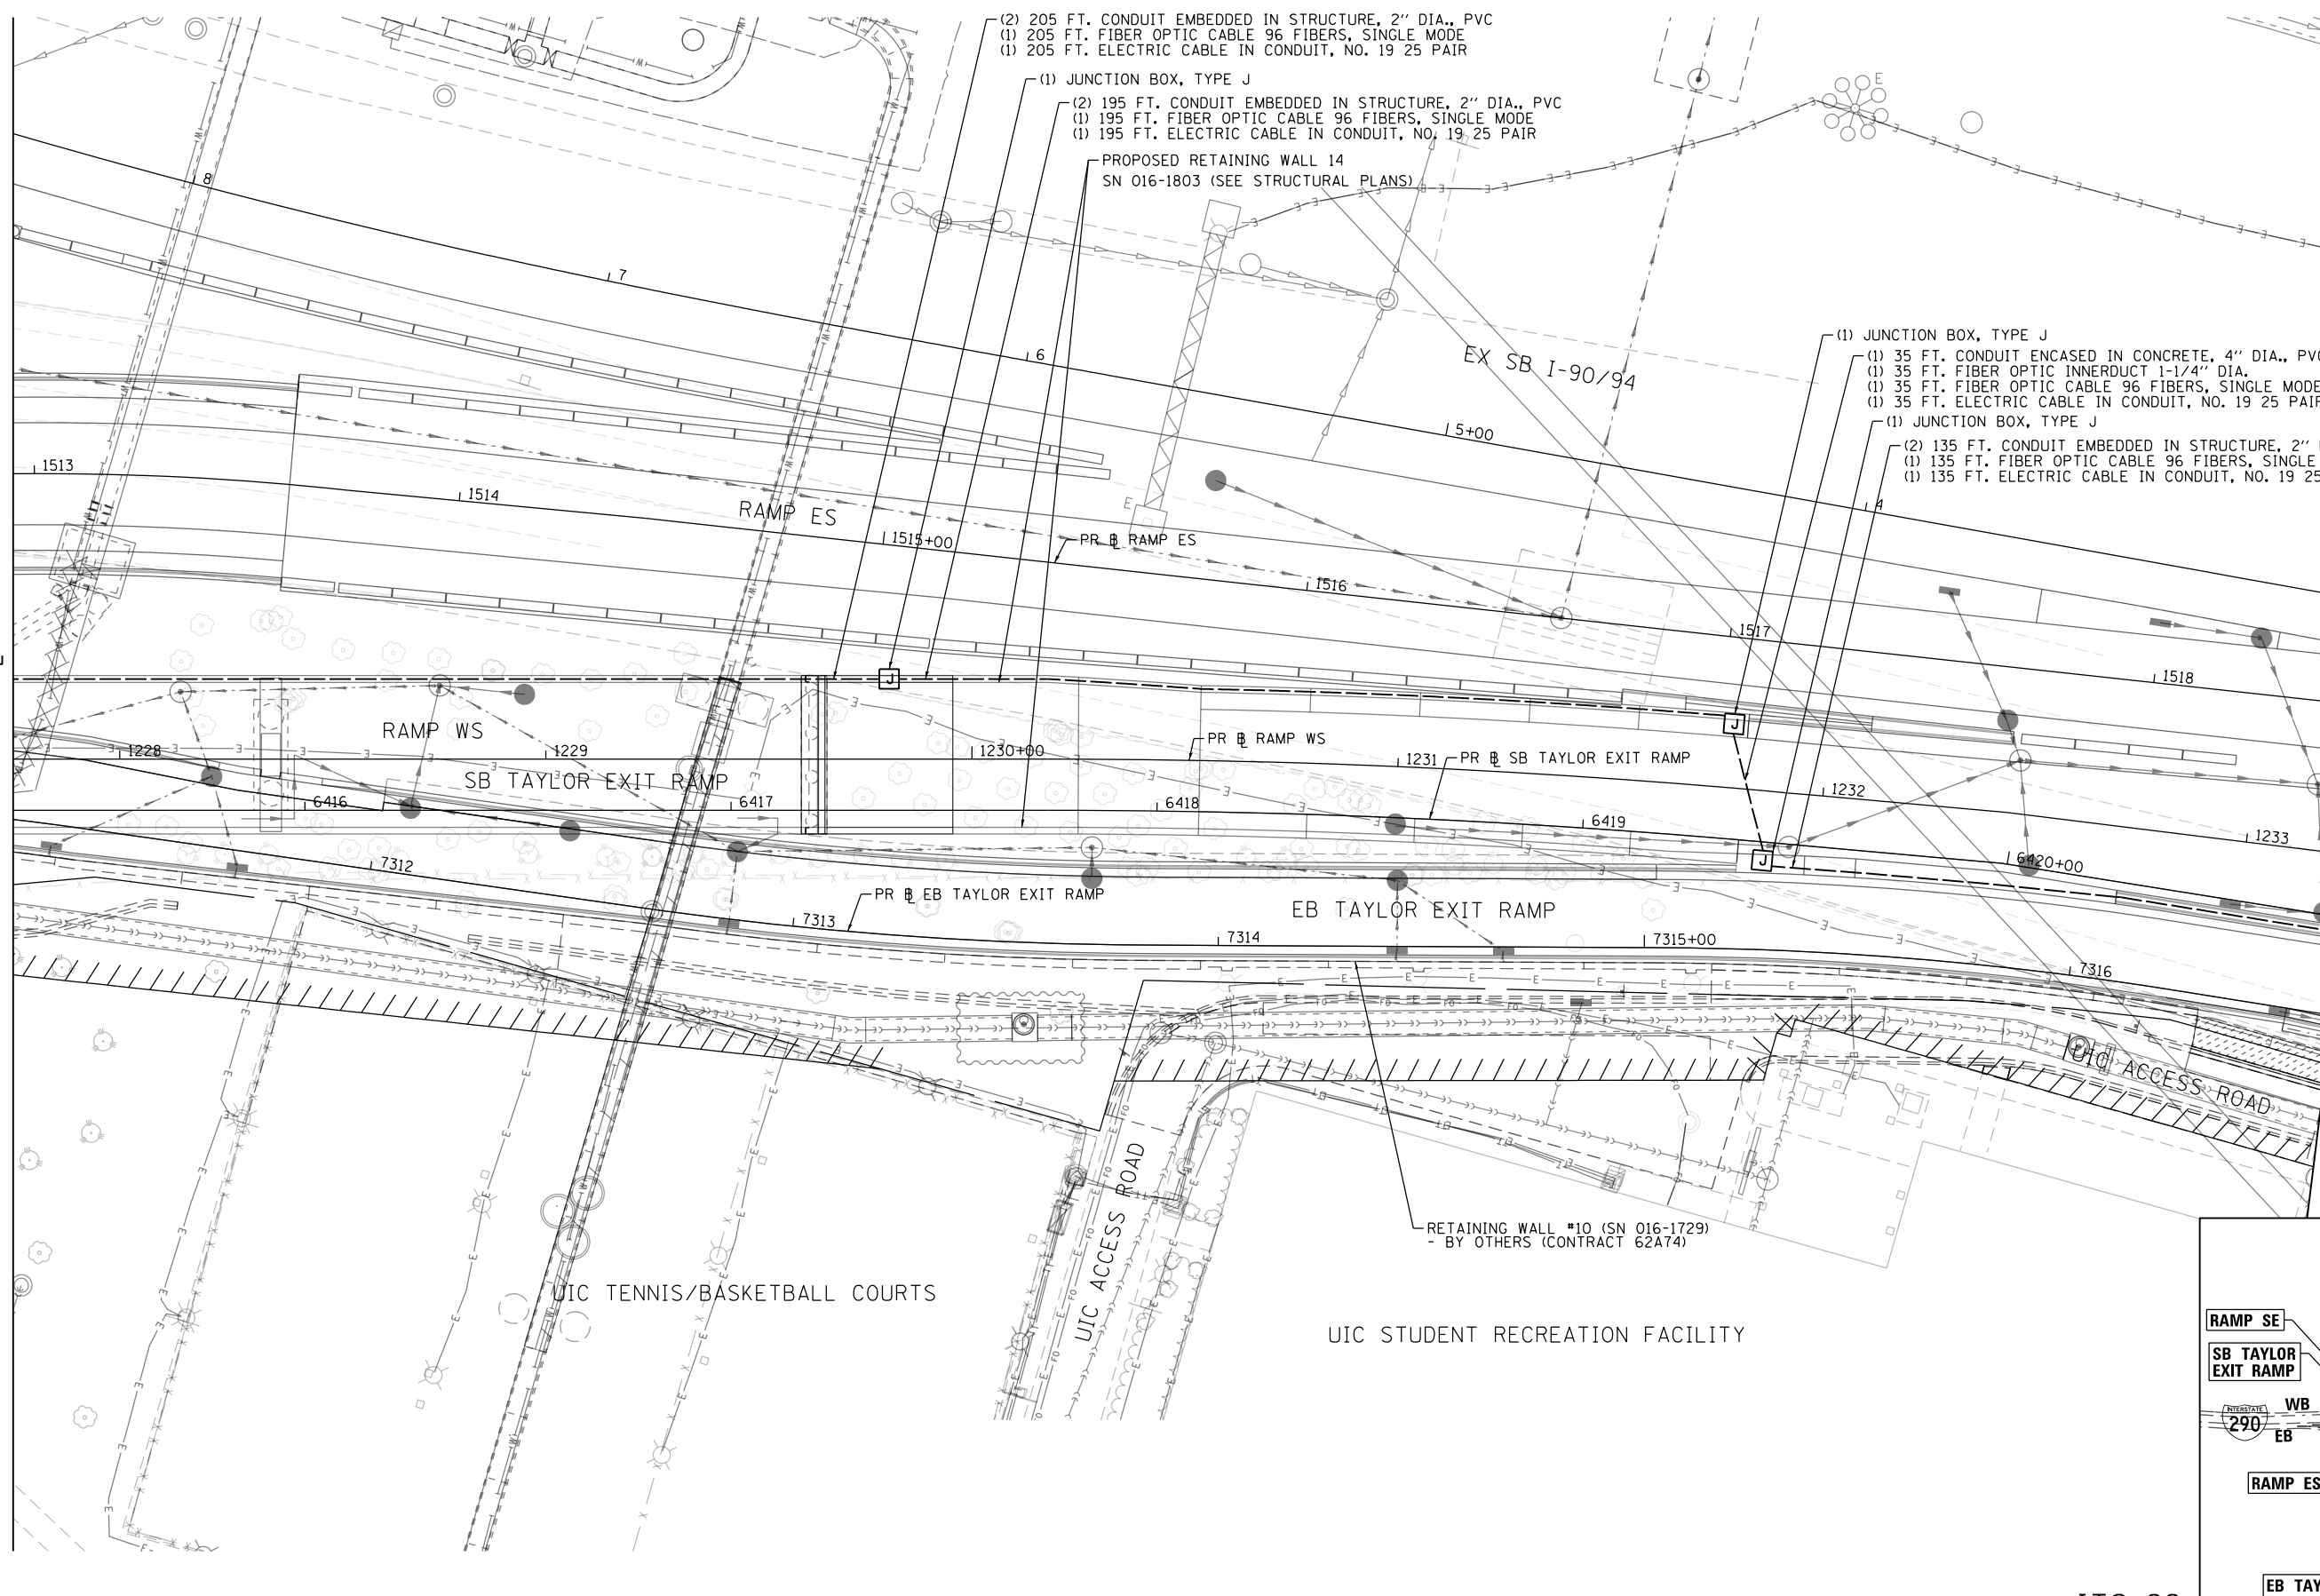 (2) 205 FT. CONDUIT EMBEDDED IN STRUCTURE, 2" DIA., PVC
(1) 205 FT. FIBER OPTIC CABLE 96 FIBERS, SINGLE MODE
(1) 205 FT. ELECTRIC CABLE IN CONDUIT, NO. 19 25 PAIR
(1) JUNCTION BOX, TYPE J
(2) 195 FT. CONDUIT EMBEDDED IN STRUCTURE, 2" DIA., PVC
(1) 195 FT. FIBER OPTIC CABLE 96 FIBERS, SINGLE MODE
(1) 195 FT. ELECTRIC CABLE IN CONDUIT, NO. 19 25 PAIR
PROPOSED RETAINING WALL 14
SN 016-1803 (SEE STRUCTURAL PLANS)
8
7
6
5+00
4
EX SB I-90/94
(1) JUNCTION BOX, TYPE J
(1) 35 FT. CONDUIT ENCASED IN CONCRETE, 4" DIA., PVC
(1) 35 FT. FIBER OPTIC INNERDUCT 1-1/4" DIA.
(1) 35 FT. FIBER OPTIC CABLE 96 FIBERS, SINGLE MODE
(1) 35 FT. ELECTRIC CABLE IN CONDUIT, NO. 19 25 PAIR
(1) JUNCTION BOX, TYPE J
(2) 135 FT. CONDUIT EMBEDDED IN STRUCTURE, 2"
(1) 135 FT. FIBER OPTIC CABLE 96 FIBERS, SINGLE
(1) 135 FT. ELECTRIC CABLE IN CONDUIT, NO. 19 25
1513
1514
RAMP ES
1515+00
PR BL RAMP ES
1516
1517
1518
J
J
J
RAMP WS
1228
1229
1230+00
PR BL RAMP WS
1231
1232
1233
SB TAYLOR EXIT RAMP
PR BL SB TAYLOR EXIT RAMP
6416
6417
6418
6419
6420+00
J
7312
7313
PR BL EB TAYLOR EXIT RAMP
EB TAYLOR EXIT RAMP
7314
7315+00
7316
UIC ACCESS ROAD
UIC ACCESS ROAD
RETAINING WALL #10 (SN 016-1729)
- BY OTHERS (CONTRACT 62A74)
UIC TENNIS/BASKETBALL COURTS
UIC STUDENT RECREATION FACILITY
RAMP SE
SB TAYLOR
EXIT RAMP
INTERSTATE
290
WB
EB
RAMP ES
EB TAY